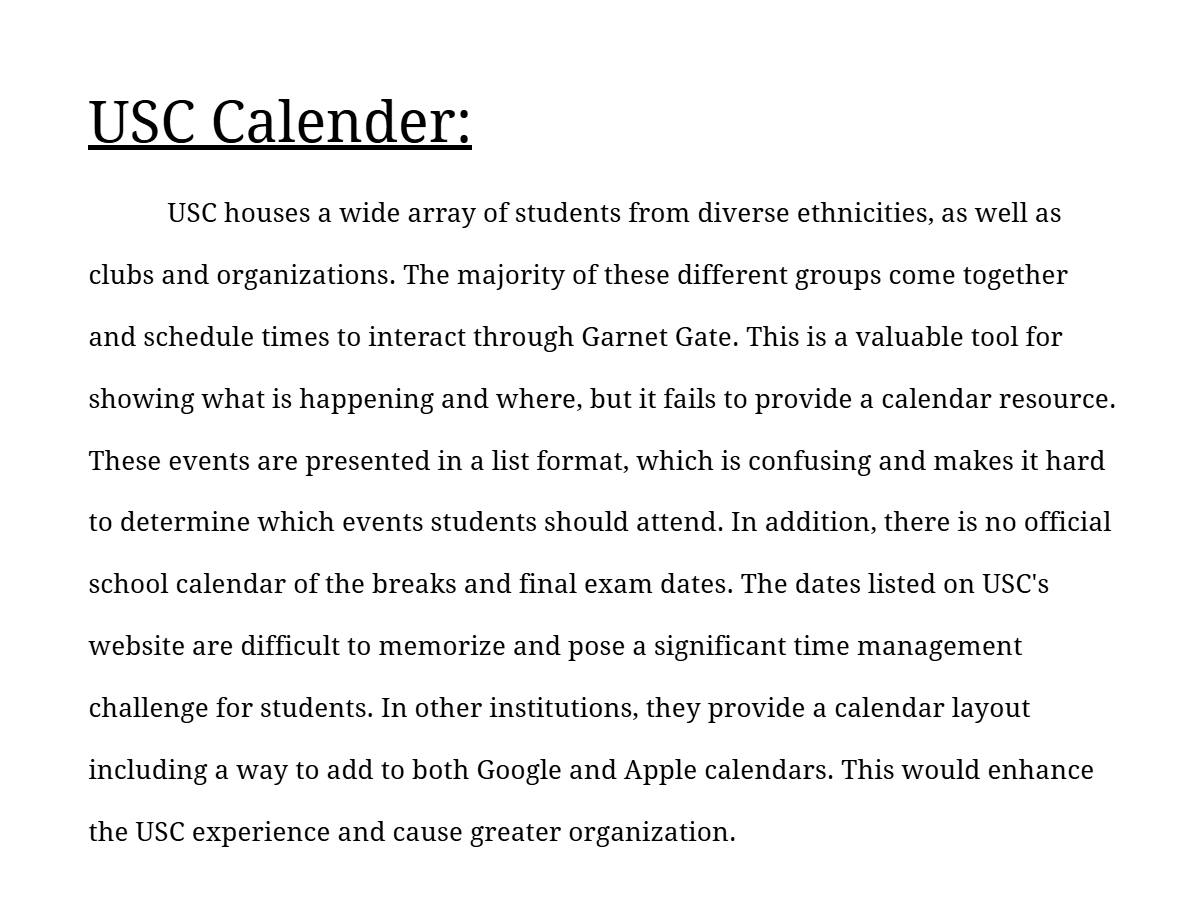 USC Calender:
USC houses a wide array of students from diverse ethnicities, as well as
clubs and organizations. The majority of these different groups come together
and schedule times to interact through Garnet Gate. This is a valuable tool for
showing what is happening and where, but it fails to provide a calendar resource.
These events are presented in a list format, which is confusing and makes it hard
to determine which events students should attend. In addition, there is no official
school calendar of the breaks and final exam dates. The dates listed on USC's
website are difficult to memorize and pose a significant time management
challenge for students. In other institutions, they provide a calendar layout
including a way to add to both Google and Apple calendars. This would enhance
the USC experience and cause greater organization.